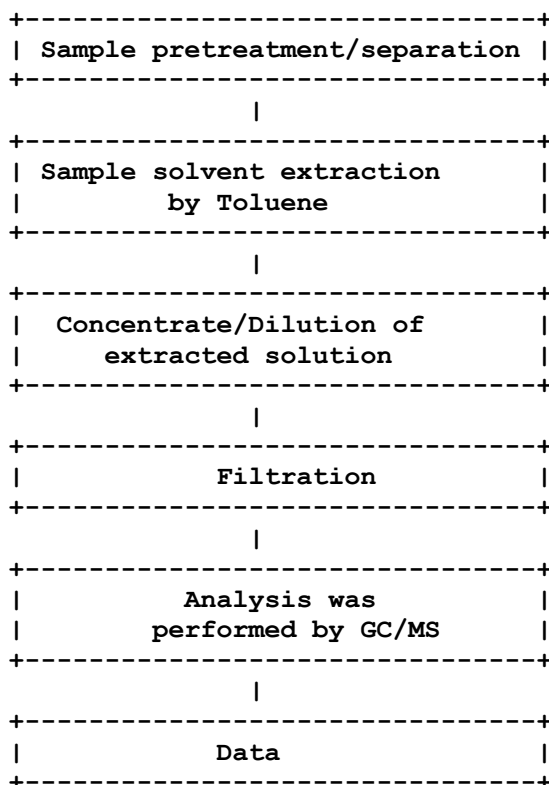 Sample pretreatment/separation
Sample solvent extraction
by Toluene
Concentrate/Dilution of
extracted solution
Filtration
Analysis was
performed by GC/MS
Data